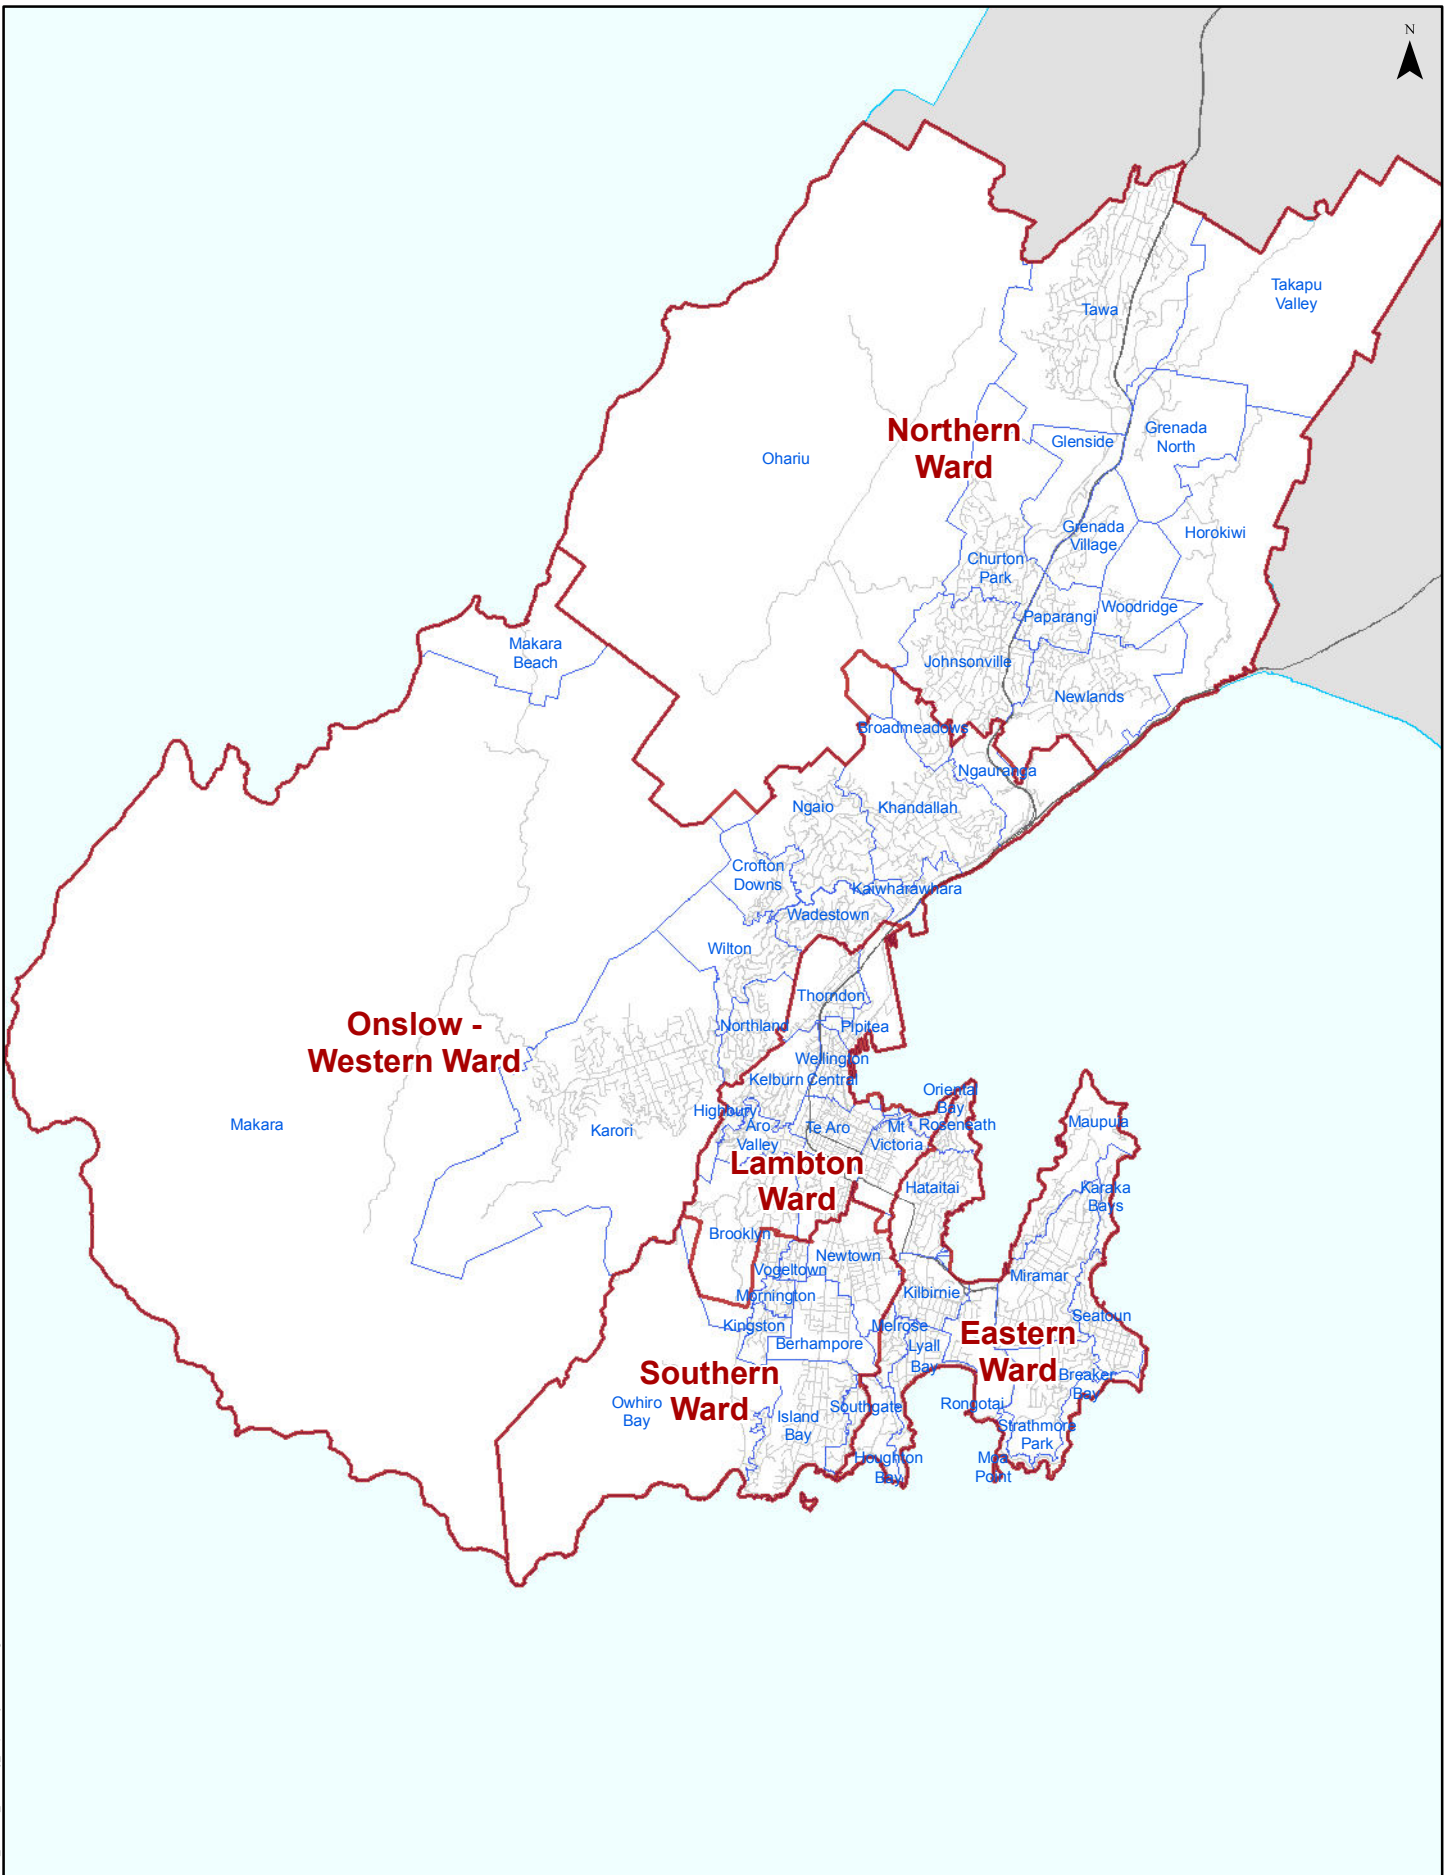 N
Takapu
Valley
Tawa
Northern
Ward
Grenada
North
Glenside
Ohariu
Grenada
Village
Horokiwi
Churton
Park
Woodridge
Paparangi
Makara
Beach
Johnsonville
Newlands
Broadmeadows
Ngauranga
Ngaio
Khandallah
Crofton
Downs
Kaiwharawhara
Wadestown
Wilton
Thorndon
Onslow -
Western Ward
Northland
Pipitea
Wellington
Central
Kelburn
Oriental
Bay
Highbury
Makara
Karori
Aro
Valley
Te Aro
Mt
Victoria
Roseneath
Maupuia
Lambton
Ward
Hataitai
Karaka
Bays
Brooklyn
Newtown
Vogeltown
Miramar
Mornington
Kilbirnie
Seatoun
Kingston
Melrose
Berhampore
Eastern
Ward
Lyall
Bay
Southern
Ward
Breaker
Bay
Owhiro
Bay
Southgate
Rongotai
Island
Bay
Strathmore
Park
Houghton
Bay
Moa
Point